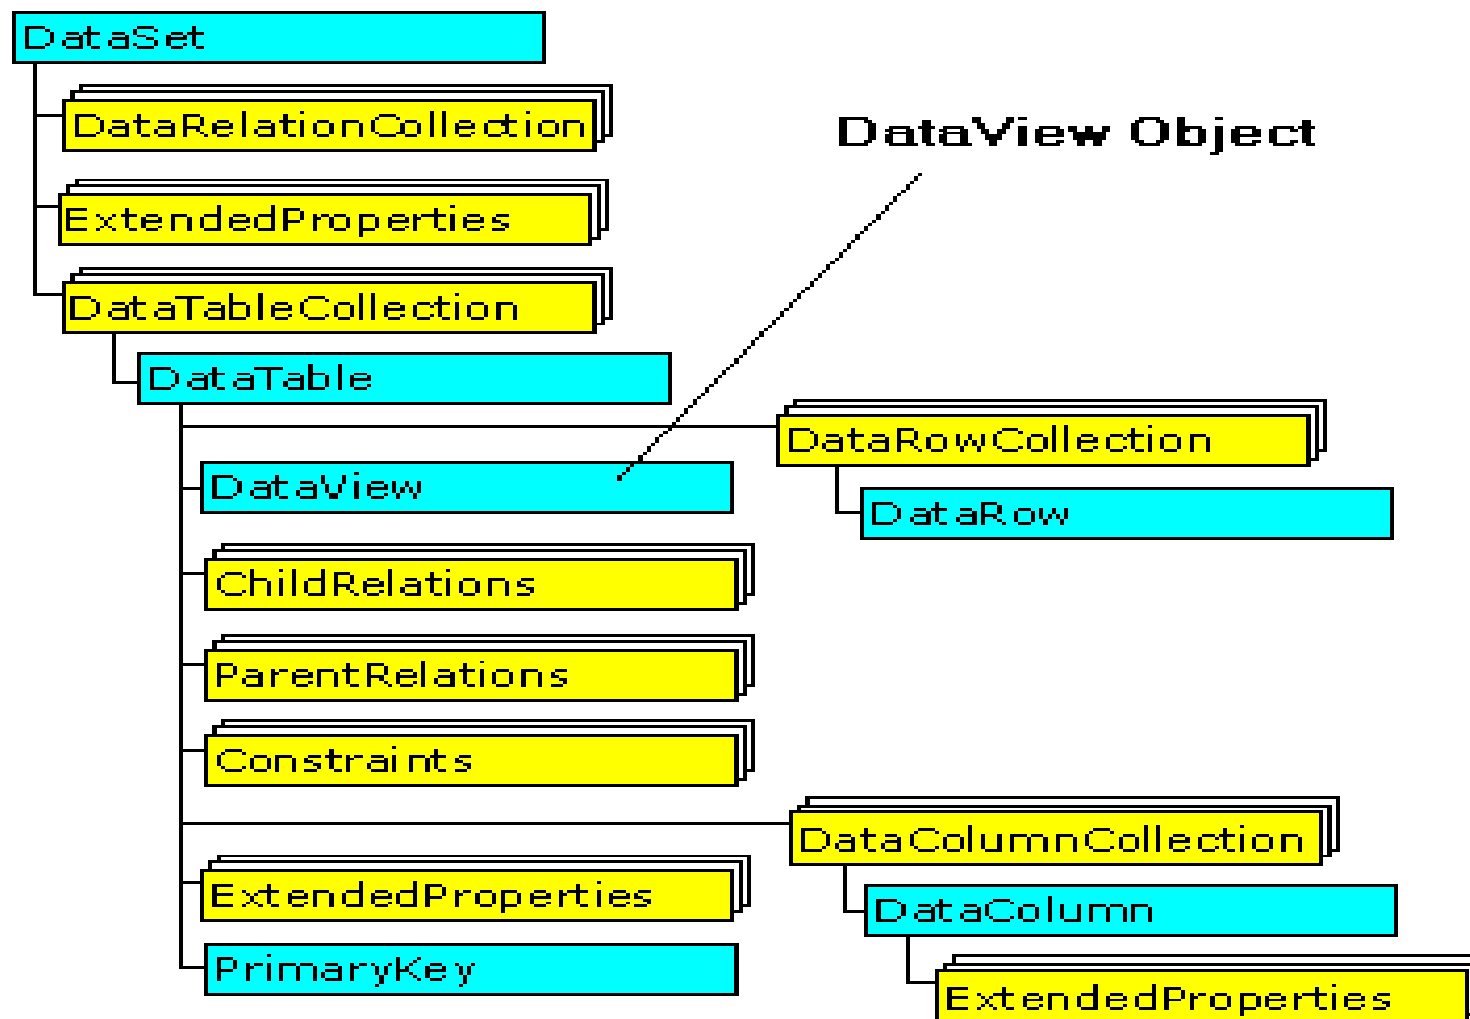 DataSet
DataRelationCollection
DataView Object
ExtendedProperties
DataTableCollection
DataTable
DataRowCollection
DataView
DataRow
ChildRelations
ParentRelations
Constraints
DataColumnCollection
ExtendedProperties
DataColumn
PrimaryKey
ExtendedProperties